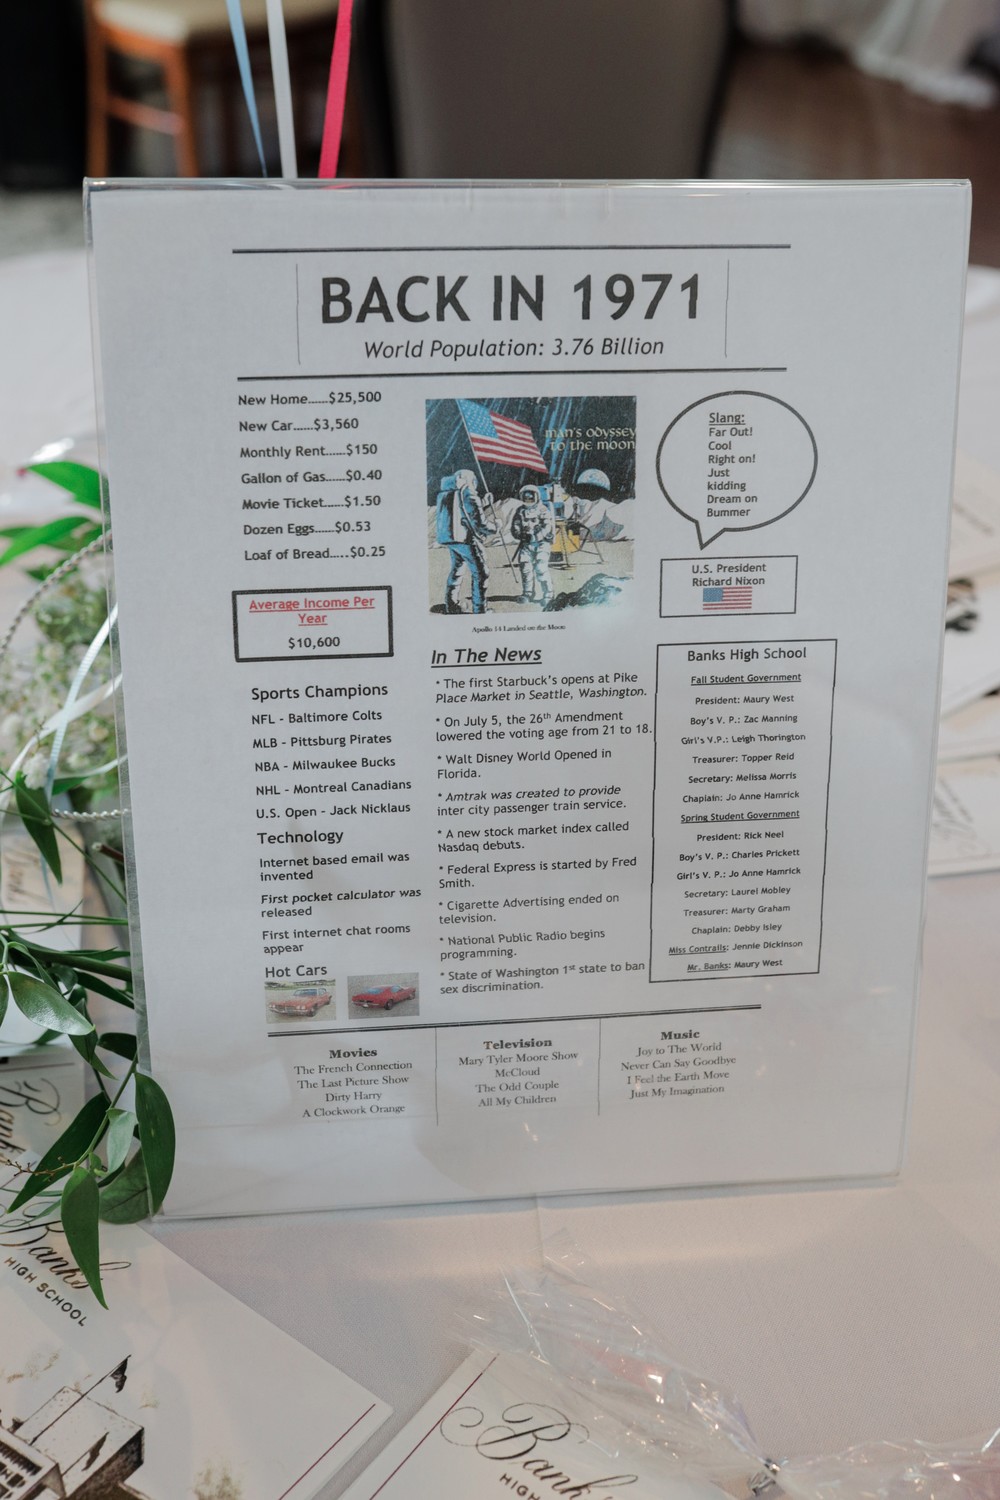 BACK IN 1971
World Population: 3.76 Billion
New Home......$25,500
New Car......$3,560
Monthly Rent......$150
Gallon of Gas......$0.40
Movie Ticket......$1.50
Dozen Eggs......$0.53
Loaf of Bread.....$0.25
Average Income Per
Year
$10,600
Sports Champions
NFL - Baltimore Colts
MLB - Pittsburg Pirates
NBA - Milwaukee Bucks
NHL - Montreal Canadians
U.S. Open - Jack Nicklaus
Technology
Internet based email was
invented
First pocket calculator was
released
First internet chat rooms
appear
Hot Cars
man's odyssey
to the moon
Apollo 14 Landed on the Moon
In The News
* The first Starbuck's opens at Pike
Place Market in Seattle, Washington.
* On July 5, the 26th Amendment
lowered the voting age from 21 to 18.
* Walt Disney World Opened in
Florida.
* Amtrak was created to provide
inter city passenger train service.
* A new stock market index called
Nasdaq debuts.
* Federal Express is started by Fred
Smith.
* Cigarette Advertising ended on
television.
* National Public Radio begins
programming.
* State of Washington 1st state to ban
sex discrimination.
Slang:
Far Out!
Cool
Right on!
Just
kidding
Dream on
Bummer
U.S. President
Richard Nixon
Banks High School
Fall Student Government
President: Maury West
Boy's V. P.: Zac Manning
Girl's V.P.: Leigh Thorington
Treasurer: Topper Reid
Secretary: Melissa Morris
Chaplain: Jo Anne Hamrick
Spring Student Government
President: Rick Neel
Boy's V. P.: Charles Prickett
Girl's V. P.: Jo Anne Hamrick
Secretary: Laurel Mobley
Treasurer: Marty Graham
Chaplain: Debby Isley
Miss Contrails: Jennie Dickinson
Mr. Banks: Maury West
Movies
The French Connection
The Last Picture Show
Dirty Harry
A Clockwork Orange
Television
Mary Tyler Moore Show
McCloud
The Odd Couple
All My Children
Music
Joy to The World
Never Can Say Goodbye
I Feel the Earth Move
Just My Imagination
Banks
HIGH SCHOOL
Banks
HIGH